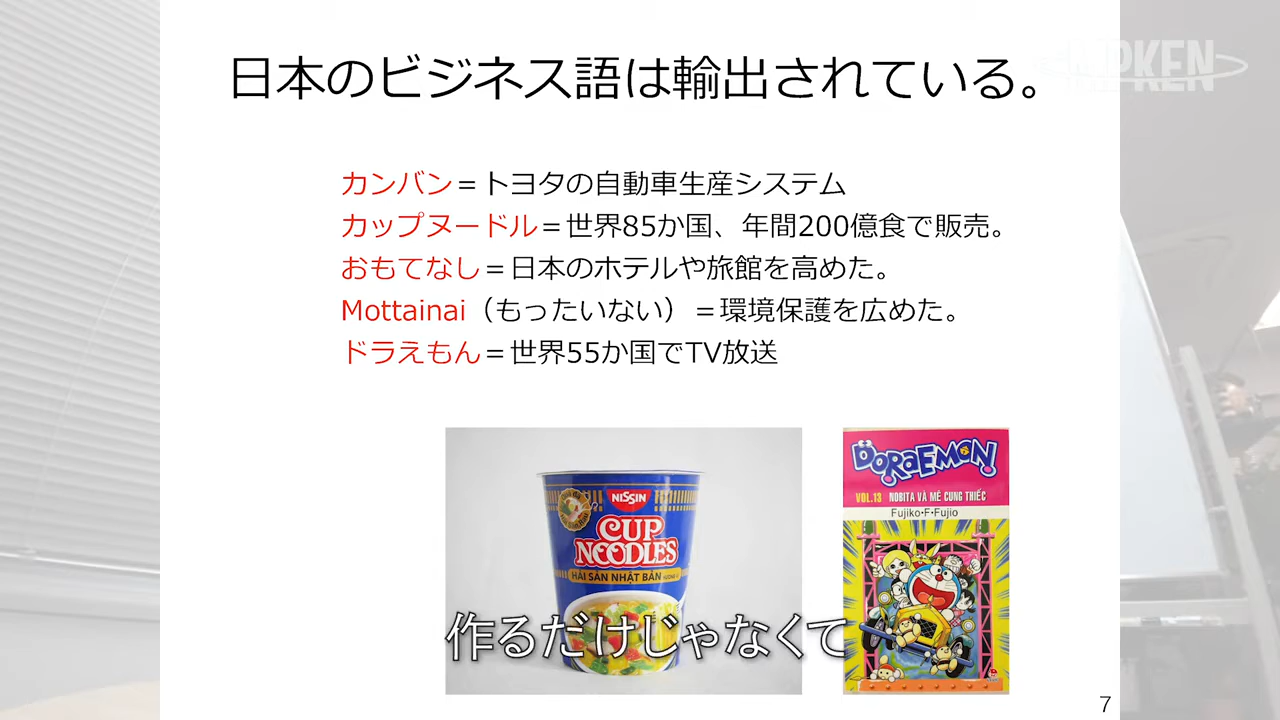 日本のビジネス語は輸出されている。
カンバン＝トヨタの自動車生産システム
カップヌードル＝世界85か国、年間200億食で販売。
おもてなし＝日本のホテルや旅館を高めた。
Mottainai（もったいない）＝環境保護を広めた。
ドラえもん＝世界55か国でTV放送
NISSIN
CUP
NOODLES
HẢI SẢN NHẬT BẢN
DORAEMON
VOL.13 NOBITA VÀ MÊ CUNG THIẾC
Fujiko•F•Fujio
作るだけじゃなくて
7